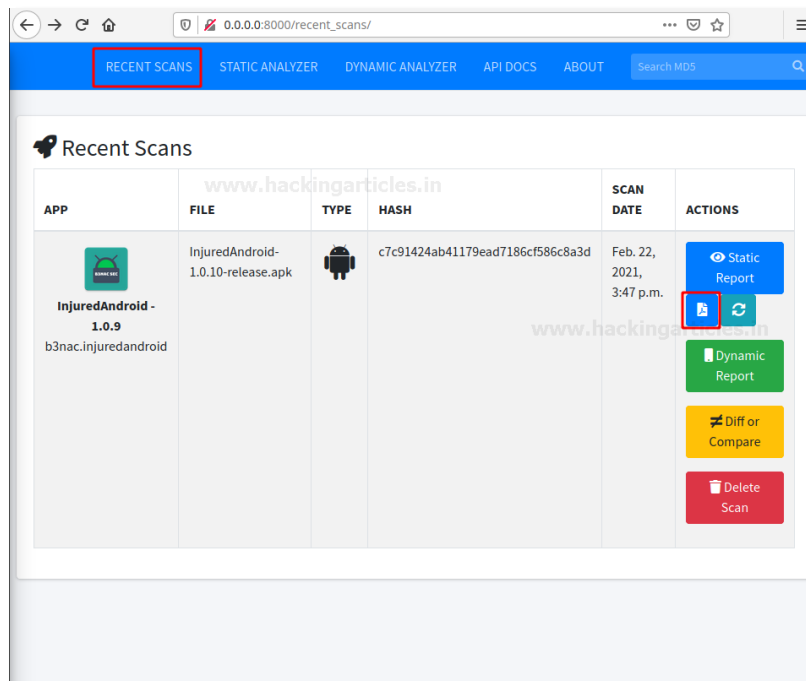 0.0.0.0:8000/recent_scans/
RECENT SCANS STATIC ANALYZER DYNAMIC ANALYZER API DOCS ABOUT Search MD5
Recent Scans
www.hackingarticles.in
APP FILE TYPE HASH SCAN DATE ACTIONS
InjuredAndroid - 1.0.9
b3nac.injuredandroid
InjuredAndroid-
1.0.10-release.apk
c7c91424ab41179ead7186cf586c8a3d
Feb. 22,
2021,
3:47 p.m.
Static
Report
www.hackingarticles.in
Dynamic
Report
Diff or
Compare
Delete
Scan